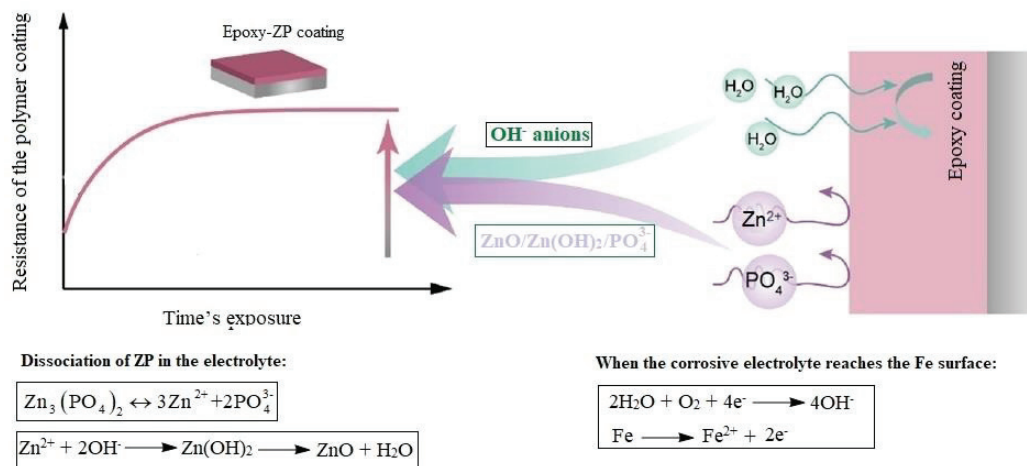 Resistance of the polymer coating
Epoxy-ZP coating
Time's exposure
OH⁻ anions
ZnO/Zn(OH)₂/PO₄³⁻
H₂O
H₂O
H₂O
Zn²⁺
PO₄³⁻
Epoxy coating
Dissociation of ZP in the electrolyte:
Zn₃(PO₄)₂ ↔ 3Zn²⁺+2PO₄³⁻
Zn²⁺ + 2OH⁻ → Zn(OH)₂ → ZnO + H₂O
When the corrosive electrolyte reaches the Fe surface:
2H₂O + O₂ + 4e⁻ → 4OH⁻
Fe → Fe²⁺ + 2e⁻